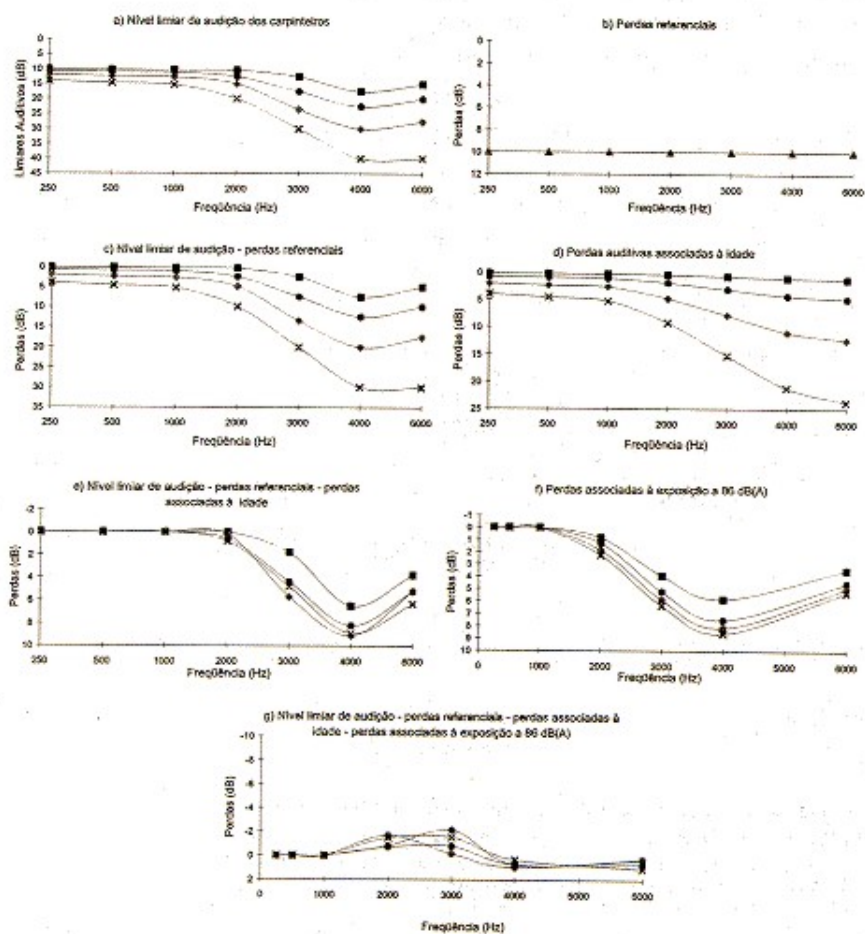 a) Nível limiar de audição dos carpinteiros
Limiares Auditivos (dB)
0
5
10
15
20
25
30
35
40
45
250 500 1000 2000 3000 4000 6000
Freqüência (Hz)
b) Perdas referenciais
Perdas (dB)
0
2
4
6
8
10
12
250 500 1000 2000 3000 4000 6000
Freqüência (Hz)
c) Nível limiar de audição - perdas referenciais
Perdas (dB)
0
5
10
15
20
25
30
35
250 500 1000 2000 3000 4000 6000
Freqüência (Hz)
d) Perdas auditivas associadas à idade
Perdas (dB)
0
5
10
15
20
25
250 500 1000 2000 3000 4000 6000
Freqüência (Hz)
e) Nível limiar de audição - perdas referenciais - perdas
associadas à idade
Perdas (dB)
-2
0
2
4
6
8
10
250 500 1000 2000 3000 4000 6000
Freqüência (Hz)
f) Perdas associadas à exposição a 86 dB(A)
Perdas (dB)
-1
0
1
2
3
4
5
6
7
8
9
10
0 1000 2000 3000 4000 5000 6000
Freqüência (Hz)
g) Nível limiar de audição - perdas referenciais - perdas associadas à
idade - perdas associadas à exposição a 86 dB(A)
Perdas (dB)
-10
-8
-6
-4
-2
0
2
0 1000 2000 3000 4000 5000 6000
Freqüência (Hz)